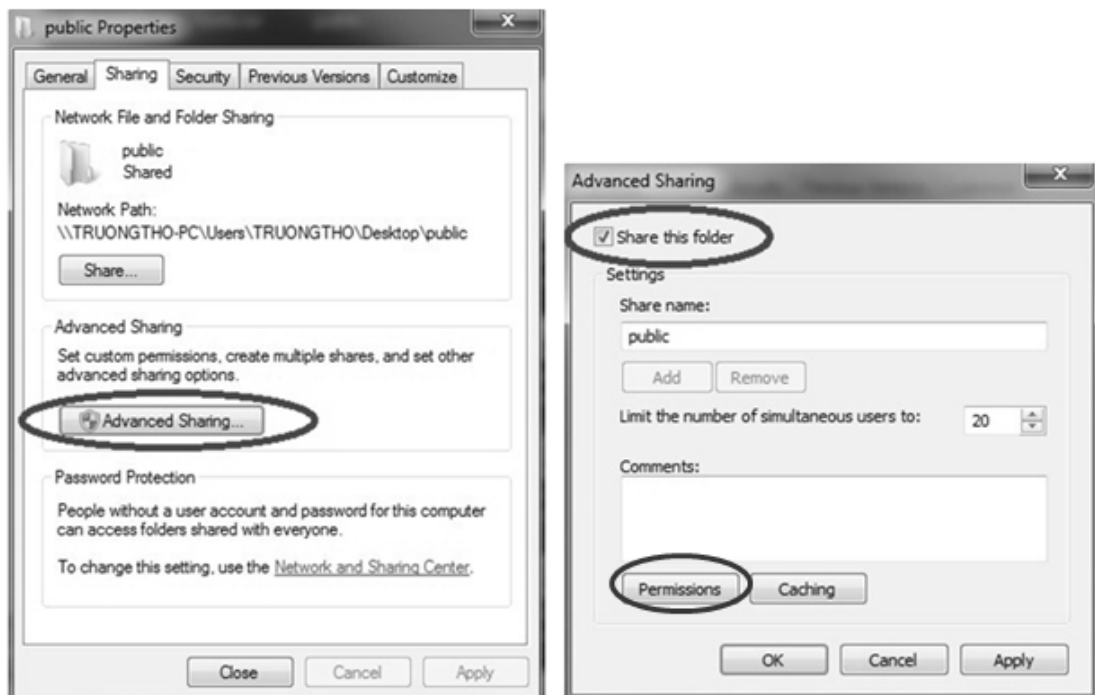 public Properties
General Sharing Security Previous Versions Customize
Network File and Folder Sharing
public
Shared
Network Path:
\\TRUONGTHO-PC\Users\TRUONGTHO\Desktop\public
Share...
Advanced Sharing
Set custom permissions, create multiple shares, and set other
advanced sharing options.
Advanced Sharing...
Password Protection
People without a user account and password for this computer
can access folders shared with everyone.
To change this setting, use the Network and Sharing Center.
Close Cancel Apply
Advanced Sharing
Share this folder
Settings
Share name:
public
Add Remove
Limit the number of simultaneous users to: 20
Comments:
Permissions Caching
OK Cancel Apply